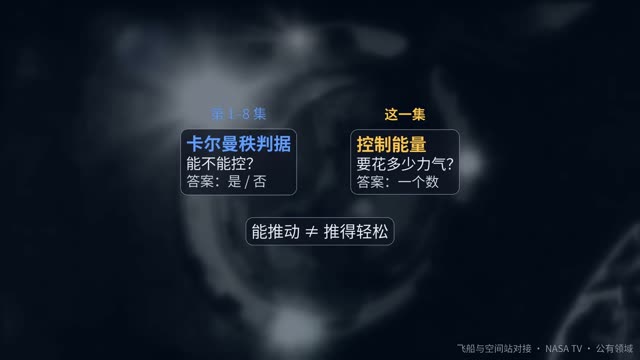 第 1-8 集
卡尔曼秩判据
能不能控？
答案：是 / 否
这一集
控制能量
要花多少力气？
答案：一个数
能推动 ≠ 推得轻松
飞船与空间站对接 • NASA TV • 公有领域